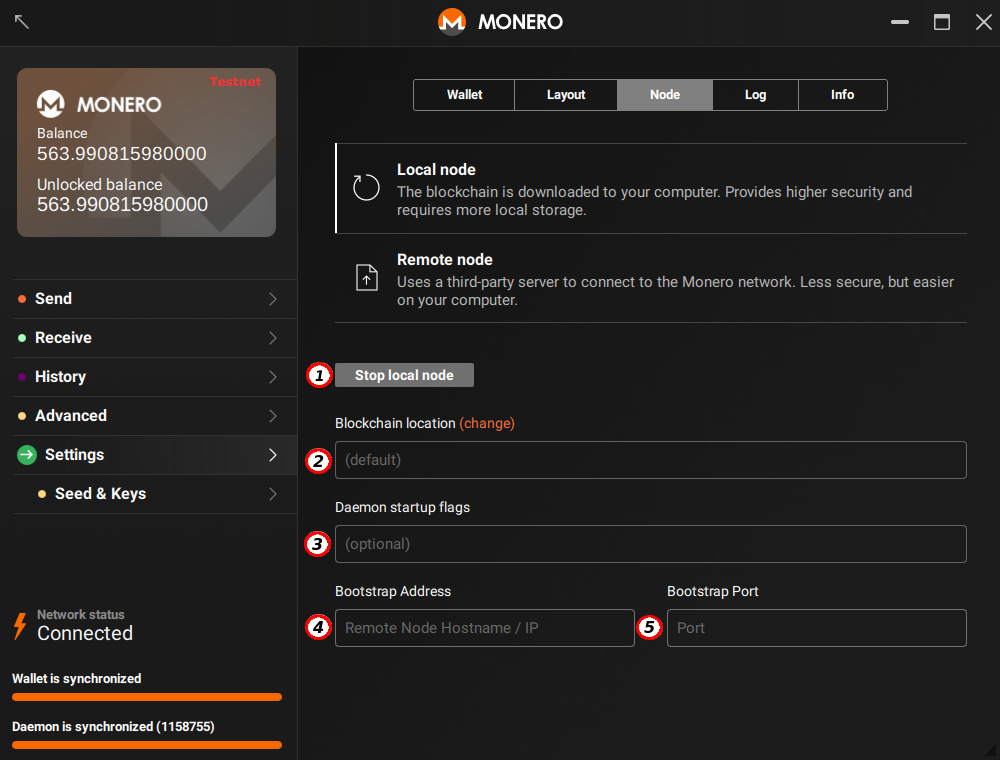 MONERO
Testnet
MONERO
Balance
563.990815980000
Unlocked balance
563.990815980000
Send
Receive
History
Advanced
Settings
Seed & Keys
Network status
Connected
Wallet is synchronized
Daemon is synchronized (1158755)
Wallet Layout Node Log Info
Local node
The blockchain is downloaded to your computer. Provides higher security and
requires more local storage.
Remote node
Uses a third-party server to connect to the Monero network. Less secure, but easier
on your computer.
1 Stop local node
Blockchain location (change)
2 (default)
Daemon startup flags
3 (optional)
Bootstrap Address Bootstrap Port
4 Remote Node Hostname / IP 5 Port